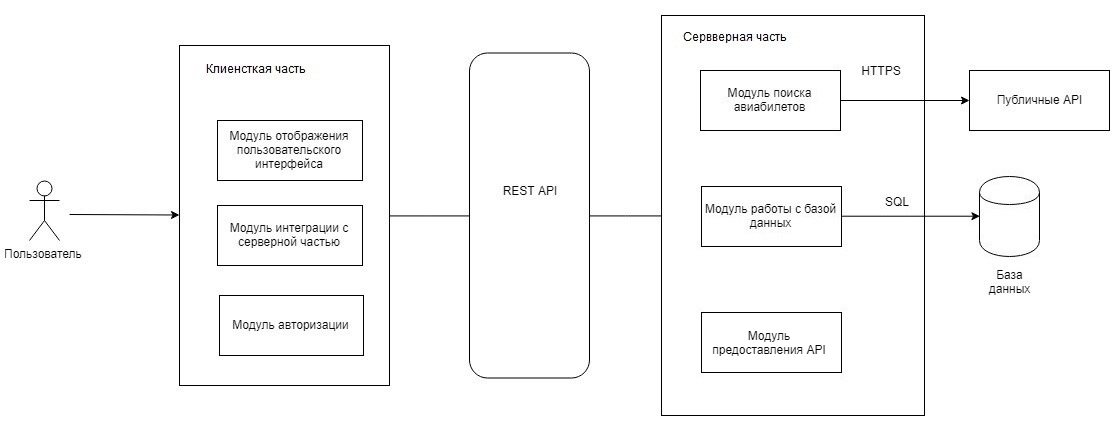 Пользователь
Клиенсткая часть
Модуль отображения
пользовательского
интерфейса
Модуль интеграции с
серверной частью
Модуль авторизации
REST API
Сервверная часть
Модуль поиска
авиабилетов
HTTPS
Публичные API
Модуль работы с базой
данных
SQL
База
данных
Модуль
предоставления API